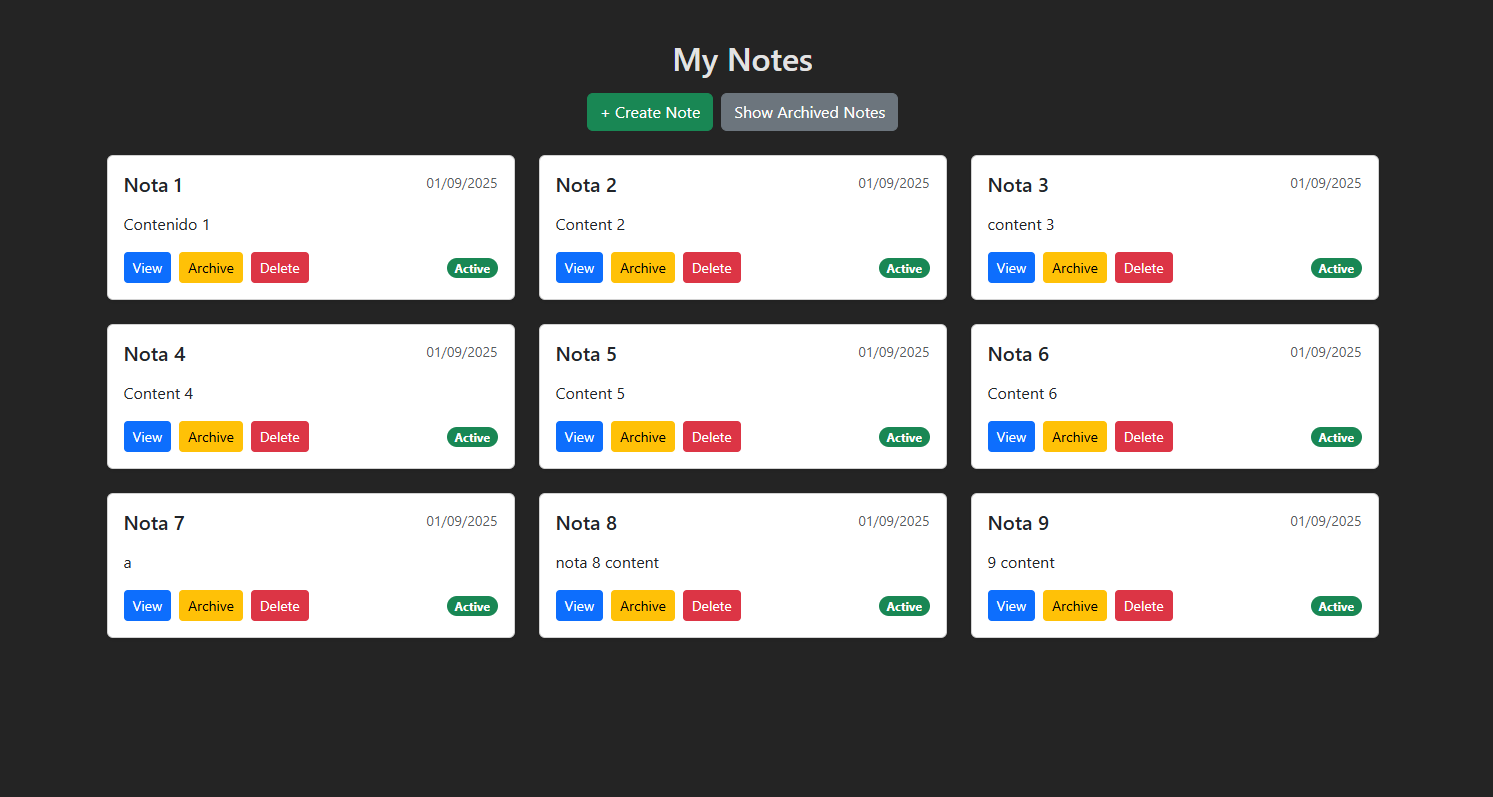 My Notes
+ Create Note Show Archived Notes
Nota 1 01/09/2025
Contenido 1
View Archive Delete Active
Nota 2 01/09/2025
Content 2
View Archive Delete Active
Nota 3 01/09/2025
content 3
View Archive Delete Active
Nota 4 01/09/2025
Content 4
View Archive Delete Active
Nota 5 01/09/2025
Content 5
View Archive Delete Active
Nota 6 01/09/2025
Content 6
View Archive Delete Active
Nota 7 01/09/2025
a
View Archive Delete Active
Nota 8 01/09/2025
nota 8 content
View Archive Delete Active
Nota 9 01/09/2025
9 content
View Archive Delete Active